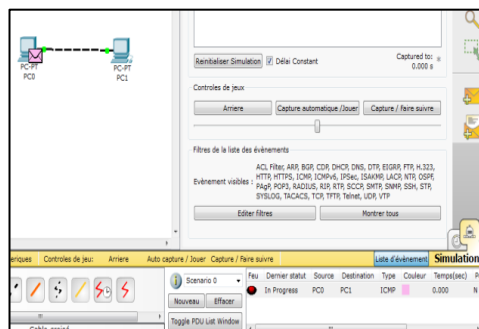 PC-PT
PC0
PC-PT
PC1
Reinitialiser Simulation
Délai Constant
Captured to: *
0.000 s
Controles de jeux
Arriere
Capture automatique /Jouer
Capture / Faire suivre
Filtres de la liste des évènements
Evènement visibles :
ACL Filter, ARP, BGP, CDP, DHCP, DNS, DTP, EIGRP, FTP, H.323,
HTTP, HTTPS, ICMP, ICMPv6, IPSec, ISAKMP, LACP, NTP, OSPF,
PAgP, POP3, RADIUS, RIP, RTP, SCCP, SMTP, SNMP, SSH, STP,
SYSLOG, TACACS, TCP, TFTP, Telnet, UDP, VTP
Editer filtres
Montrer tous
eriques Controles de jeu: Arriere Auto capture / Jouer Capture / Faire suivre
Liste d'évènement
Simulation
Scenario 0
Nouveau
Effacer
Toggle PDU List Window
Feu Dernier statut Source Destination Type Couleur Temps(sec) P
In Progress PC0 PC1 ICMP 0.000 N